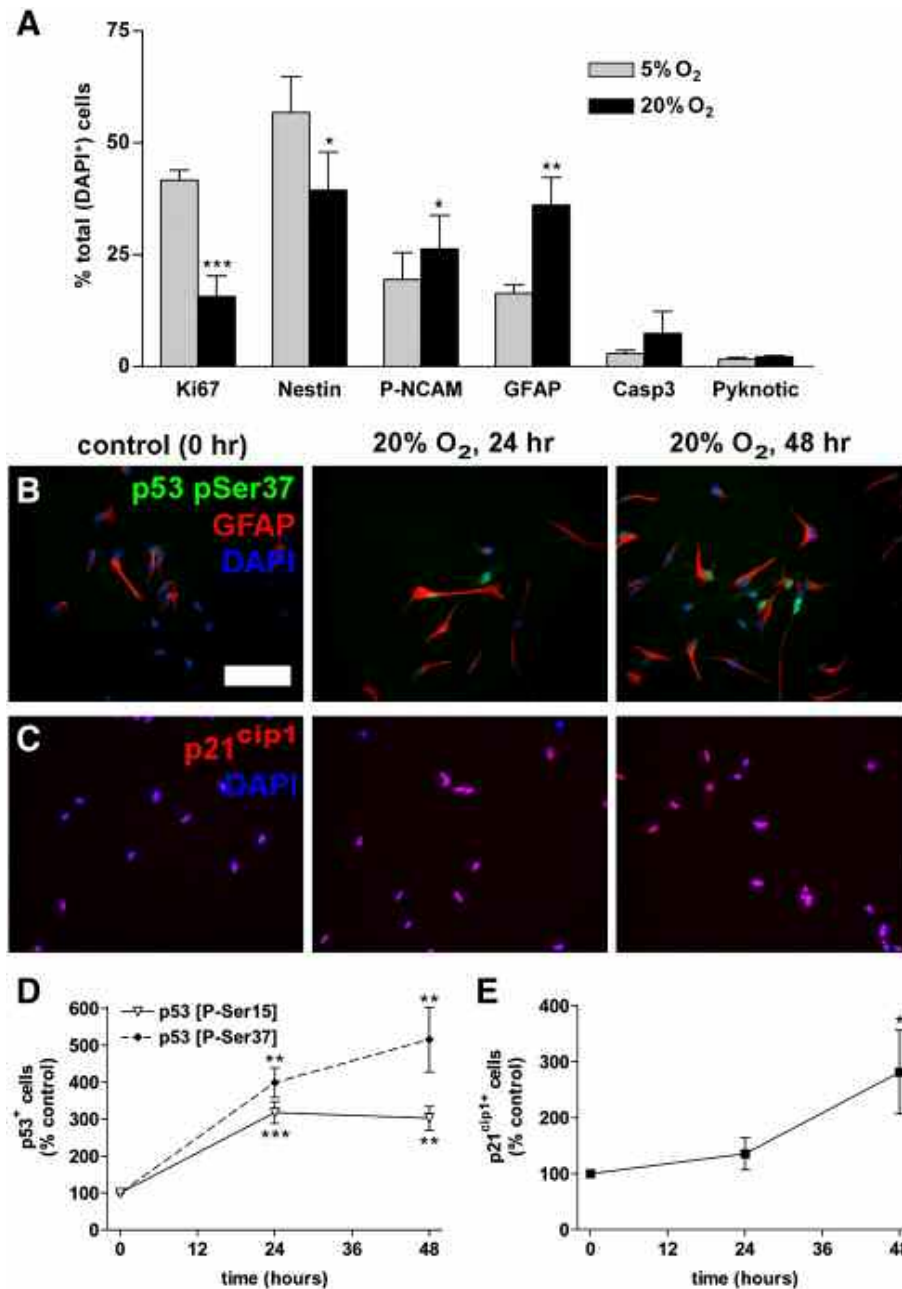 A
75
50
25
0
% total (DAPI⁺) cells
5% O₂
20% O₂
***
*
*
**
Ki67 Nestin P-NCAM GFAP Casp3 Pyknotic
control (0 hr) 20% O₂, 24 hr 20% O₂, 48 hr
B
p53 pSer37
GFAP
DAPI
C
p21ᶜⁱᵖ¹
DAPI
D
600
500
400
300
200
100
0
p53⁺ cells
(% control)
p53 [P-Ser15]
p53 [P-Ser37]
**
**
***
**
0 12 24 36 48
time (hours)
E
400
300
200
100
0
p21ᶜⁱᵖ¹⁺ cells
(% control)
*
0 12 24 36 48
time (hours)